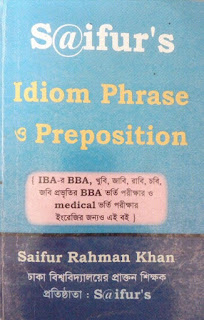 S@ifur's
Idiom Phrase
ও Preposition
{ IBA-র BBA, খুবি, জাবি, রাবি, চবি,
জবি প্রভৃতির BBA ভর্তি পরীক্ষার ও
medical ভর্তি পরীক্ষার
ইংরেজির জন্যও এই বই }
Saifur Rahman Khan
ঢাকা বিশ্ববিদ্যালয়ের প্রাক্তন শিক্ষক
প্রতিষ্ঠাতা : S@ifur's